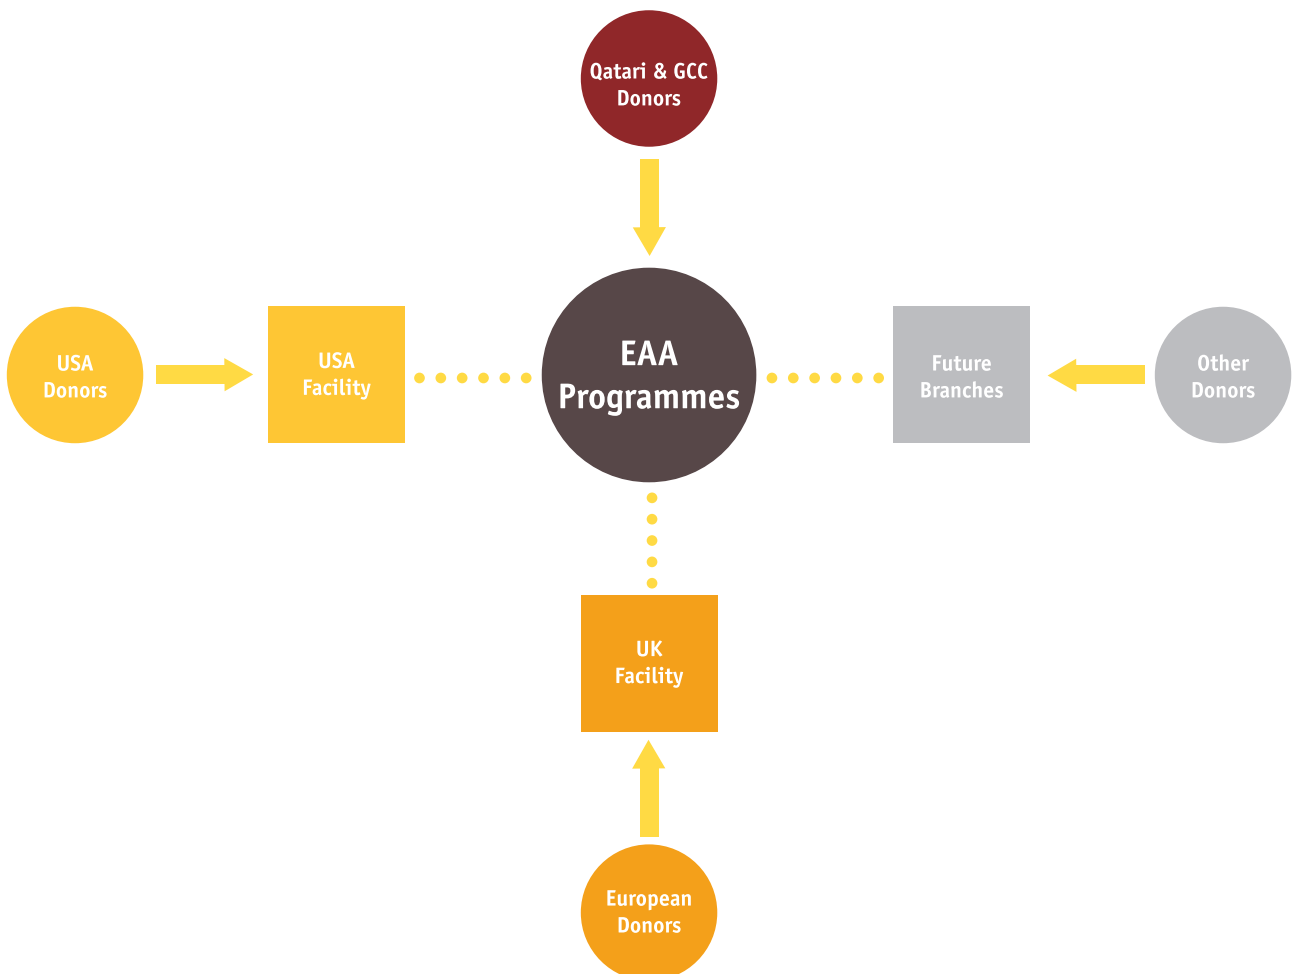 Qatari & GCC
Donors
USA
Donors
USA
Facility
EAA
Programmes
Future
Branches
Other
Donors
UK
Facility
European
Donors